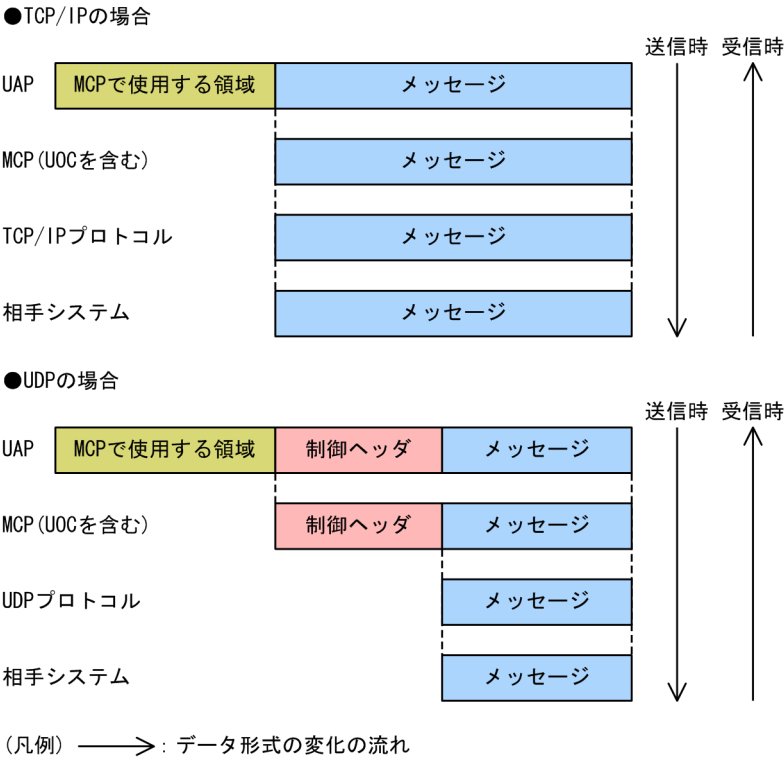 ●TCP/IPの場合
送信時 受信時
UAP MCPで使用する領域 メッセージ
MCP(UOCを含む) メッセージ
TCP/IPプロトコル メッセージ
相手システム メッセージ
●UDPの場合
送信時 受信時
UAP MCPで使用する領域 制御ヘッダ メッセージ
MCP(UOCを含む) 制御ヘッダ メッセージ
UDPプロトコル メッセージ
相手システム メッセージ
(凡例) ：データ形式の変化の流れ